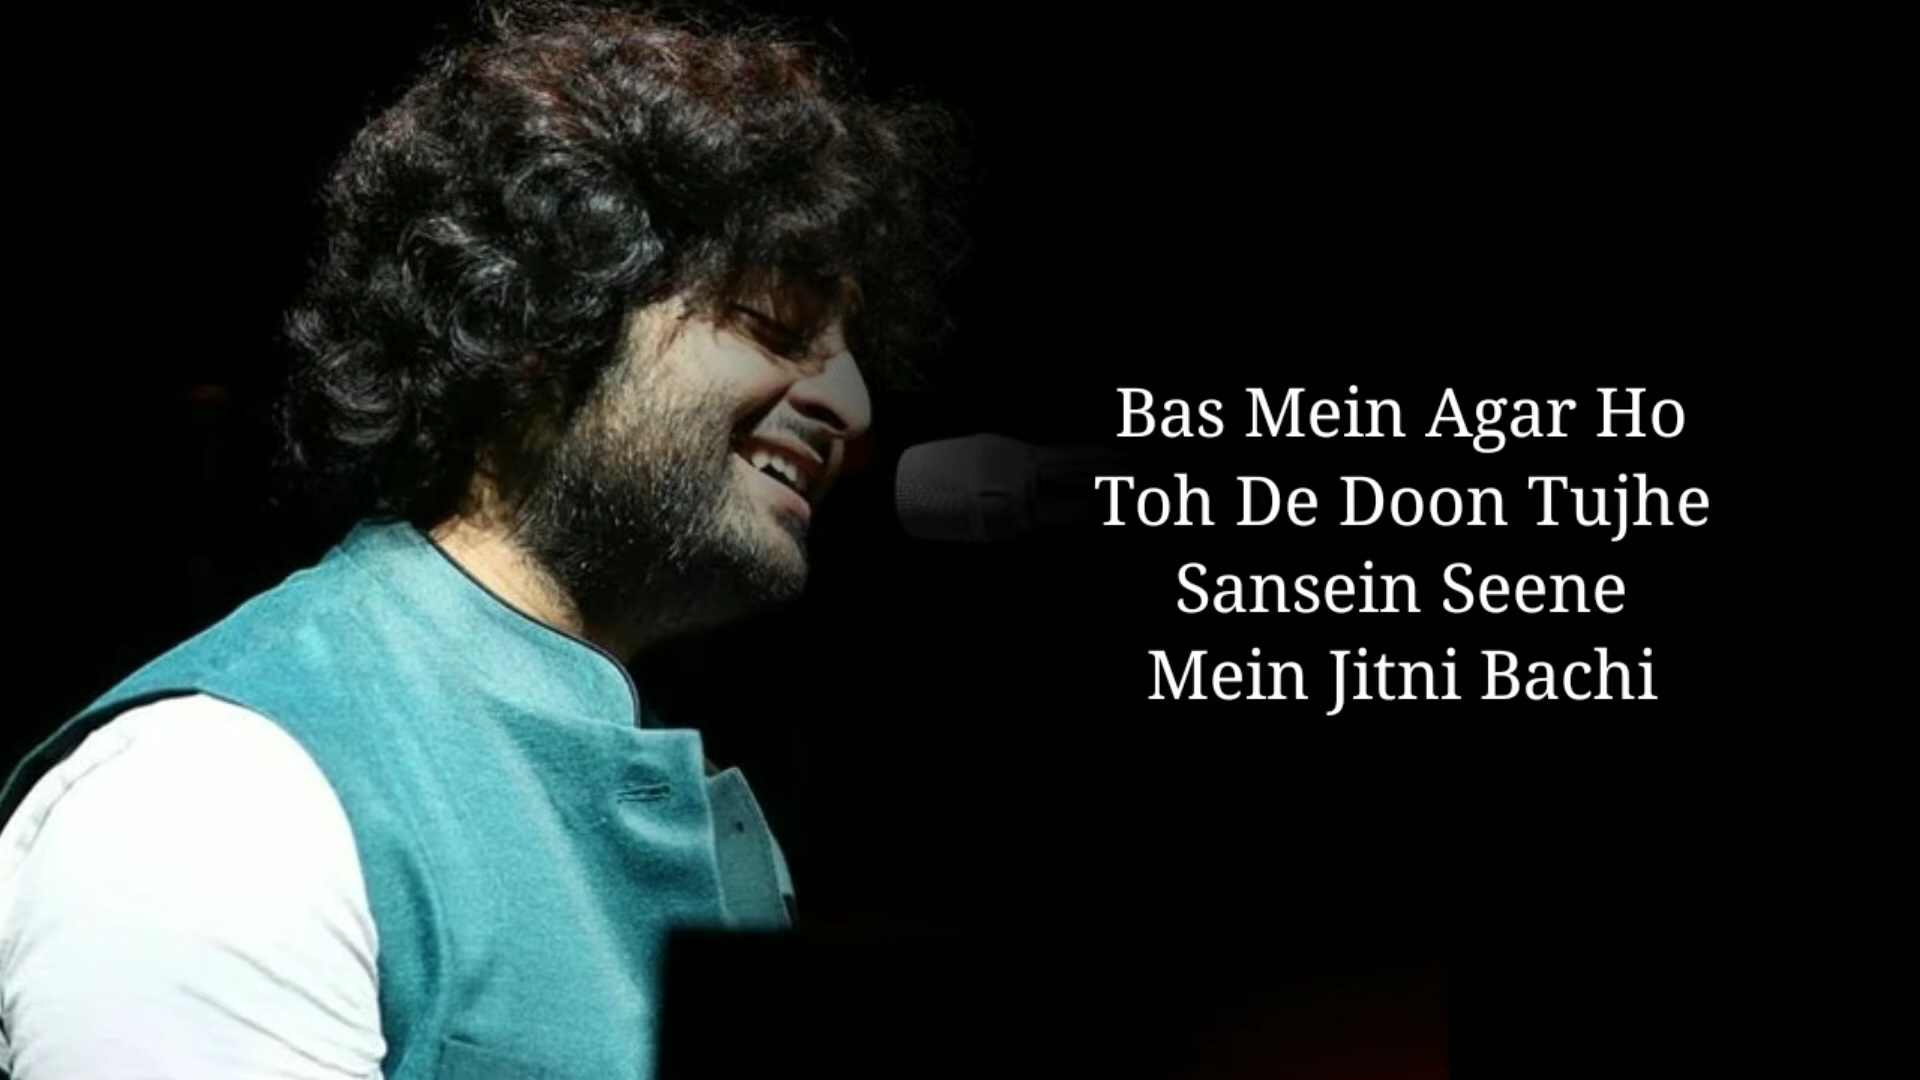 Bas Mein Agar Ho
Toh De Doon Tujhe
Sansein Seene
Mein Jitni Bachi